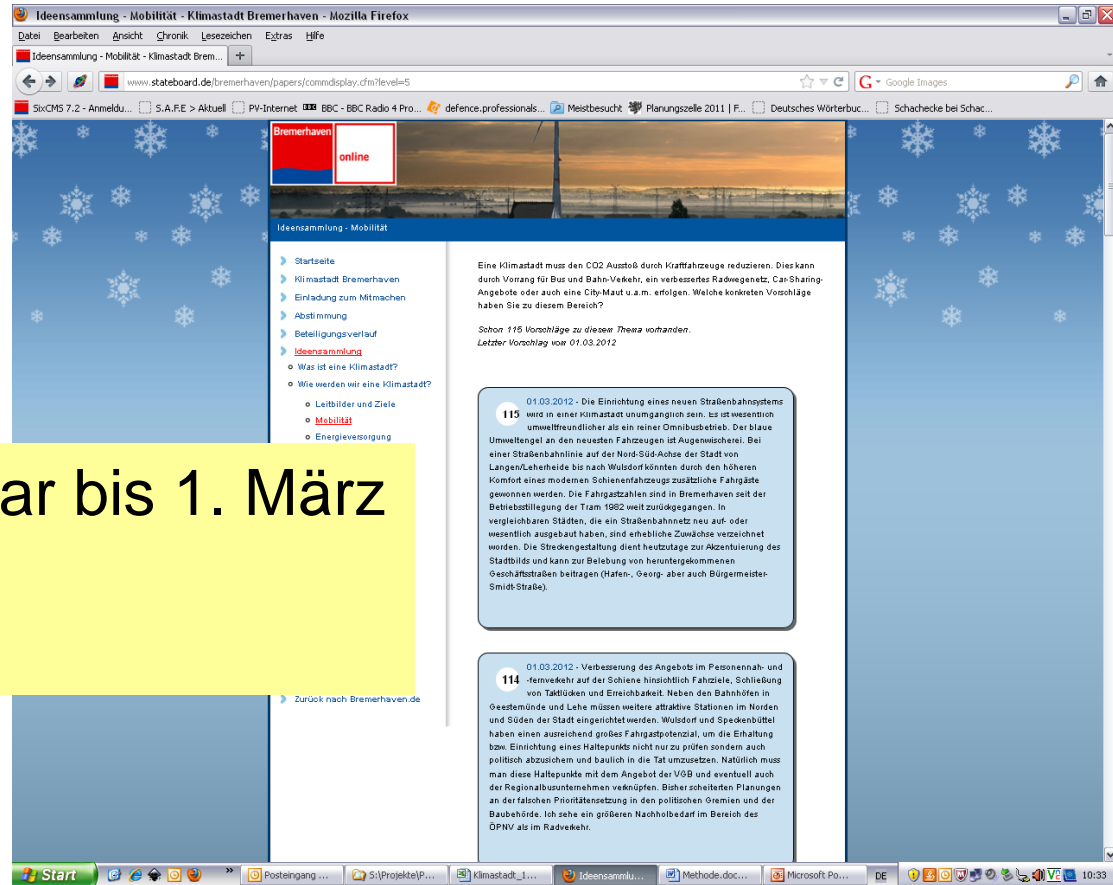 Ideensammlung - Mobilität - Klimastadt Bremerhaven - Mozilla Firefox
Datei Bearbeiten Ansicht Chronik Lesezeichen Extras Hilfe
Ideensammlung - Mobilität - Klimastadt Brem...
www.stateboard.de/bremerhaven/papers/commdisplay.cfm?level=5
Google Images
SixCMS 7.2 - Anmeldu... S.A.F.E > Aktuell PV-Internet BBC - BBC Radio 4 Pro... defence.professionals... Meistbesucht Planungszelle 2011 | F... Deutsches Wörterbuc... Schachecke bei Schac...
Bremerhaven
online
Ideensammlung - Mobilität
Startseite
Klimastadt Bremerhaven
Einladung zum Mitmachen
Abstimmung
Beteiligungsverlauf
Ideensammlung
Was ist eine Klimastadt?
Wie werden wir eine Klimastadt?
Leitbilder und Ziele
Mobilität
Energieversorgung
ar bis 1. März
Zurück nach Bremerhaven.de
Eine Klimastadt muss den CO2 Ausstoß durch Kraftfahrzeuge reduzieren. Dies kann
durch Vorrang für Bus und Bahn-Verkehr, ein verbessertes Radwegenetz, Car-Sharing-
Angebote oder auch eine City-Maut u.a.m. erfolgen. Welche konkreten Vorschläge
haben Sie zu diesem Bereich?
Schon 115 Vorschläge zu diesem Thema vorhanden.
Letzter Vorschlag vom 01.03.2012
01.03.2012 - Die Einrichtung eines neuen Straßenbahnsystems
115 wird in einer Klimastadt unumgänglich sein. Es ist wesentlich
umweltfreundlicher als ein reiner Omnibusbetrieb. Der blaue
Umweltengel an den neuesten Fahrzeugen ist Augenwischerei. Bei
einer Straßenbahnlinie auf der Nord-Süd-Achse der Stadt von
Langen/Leherheide bis nach Wulsdorf könnten durch den höheren
Komfort eines modernen Schienenfahrzeugs zusätzliche Fahrgäste
gewonnen werden. Die Fahrgastzahlen sind in Bremerhaven seit der
Betriebsstillegung der Tram 1982 weit zurückgegangen. In
vergleichbaren Städten, die ein Straßenbahnnetz neu auf- oder
wesentlich ausgebaut haben, sind erhebliche Zuwächse verzeichnet
worden. Die Streckengestaltung dient heutzutage zur Akzentuierung des
Stadtbilds und kann zur Belebung von heruntergekommenen
Geschäftsstraßen beitragen (Hafen-, Georg- aber auch Bürgermeister-
Smidt-Straße).
01.03.2012 - Verbesserung des Angebots im Personennah- und
114 -fernverkehr auf der Schiene hinsichtlich Fahrziele, Schließung
von Taktlücken und Erreichbarkeit. Neben den Bahnhöfen in
Geestemünde und Lehe müssen weitere attraktive Stationen im Norden
und Süden der Stadt eingerichtet werden. Wulsdorf und Speckenbüttel
haben einen ausreichend großes Fahrgastpotenzial, um die Erhaltung
bzw. Einrichtung eines Haltepunkts nicht nur zu prüfen sondern auch
politisch abzusichern und baulich in die Tat umzusetzen. Natürlich muss
man diese Haltepunkte mit dem Angebot der VGB und eventuell auch
der Regionalbusunternehmen verknüpfen. Bisher scheiterten Planungen
an der falschen Prioritätensetzung in den politischen Gremien und der
Baubehörde. Ich sehe ein größeren Nachholbedarf im Bereich des
ÖPNV als im Radverkehr.
Start Posteingang ... S:\Projekte\P... Klimastadt_1... Ideensammlu... Methode.doc... Microsoft Po... DE 10:33